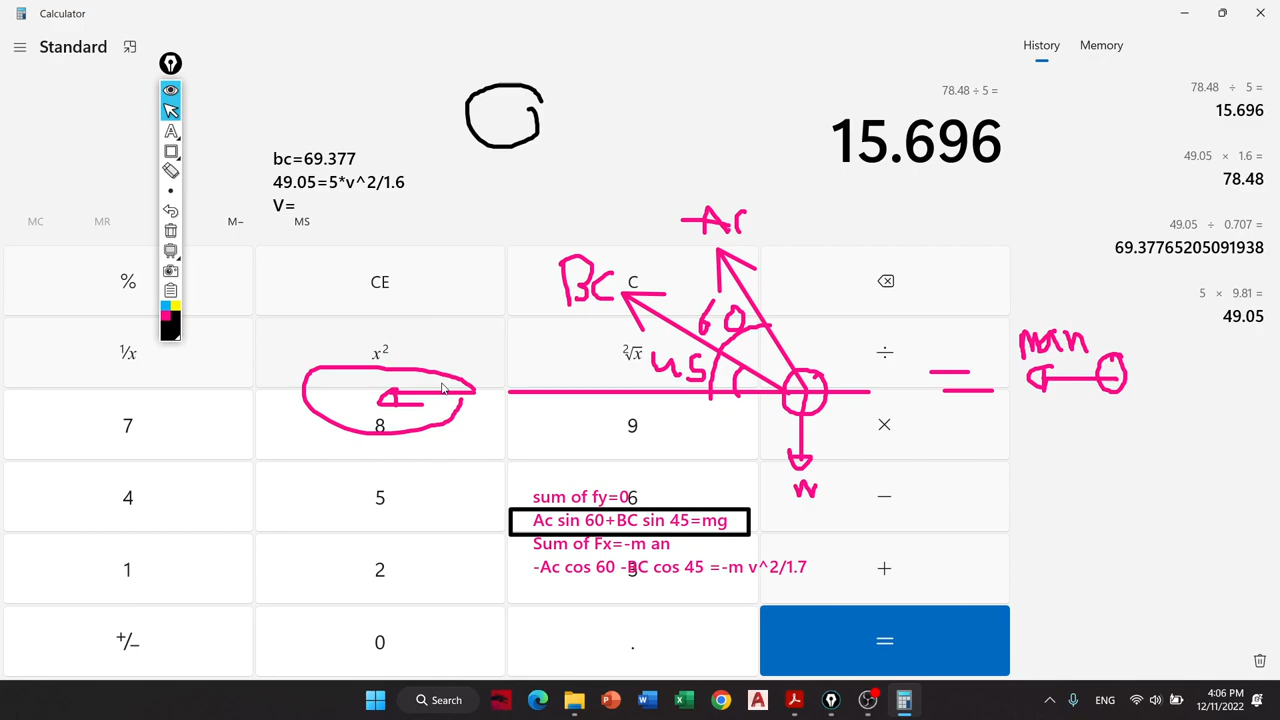 Calculator
Standard
History
Memory
78.48 ÷ 5 =
15.696
bc=69.377
49.05=5*v^2/1.6
V=
MC
MR
M−
MS
78.48 ÷ 5 =
15.696
49.05 × 1.6 =
78.48
49.05 ÷ 0.707 =
69.37765205091938
5 × 9.81 =
49.05
%
CE
C
¹/x
x²
²√x
÷
7
8
9
×
4
5
6
−
1
2
3
+
+/−
0
.
=
Ac
BC
60
45
man
W
sum of fy=0
Ac sin 60+BC sin 45=mg
Sum of Fx=-m an
-Ac cos 60 -BC cos 45 =-m v^2/1.7
A
Search
ENG
4:06 PM
12/11/2022